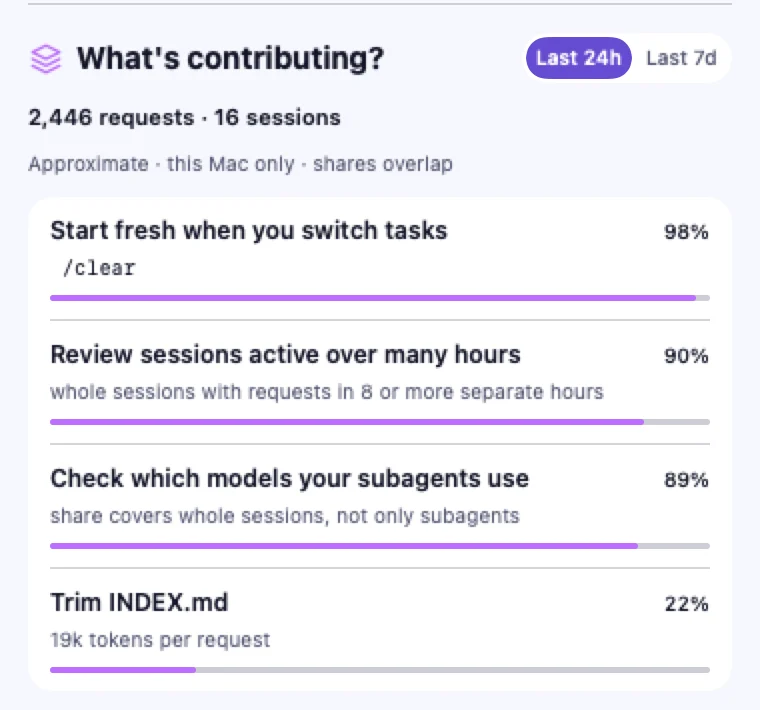 What's contributing?
Last 24h
Last 7d
2,446 requests · 16 sessions
Approximate · this Mac only · shares overlap
Start fresh when you switch tasks
98%
/clear
Review sessions active over many hours
90%
whole sessions with requests in 8 or more separate hours
Check which models your subagents use
89%
share covers whole sessions, not only subagents
Trim INDEX.md
22%
19k tokens per request